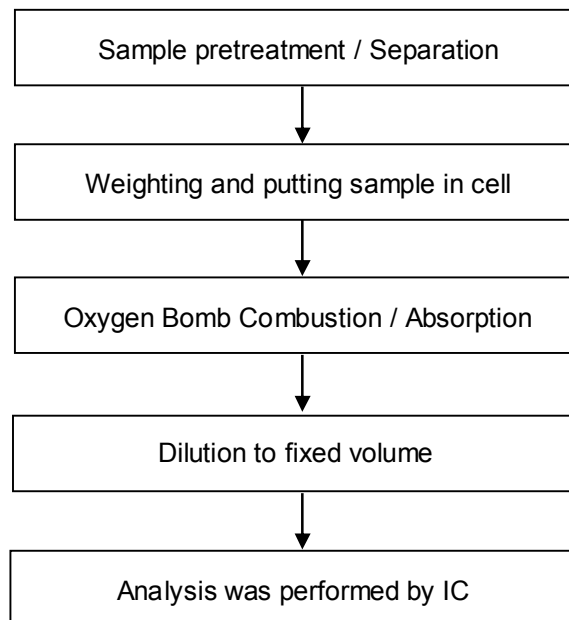 Sample pretreatment / Separation
Weighting and putting sample in cell
Oxygen Bomb Combustion / Absorption
Dilution to fixed volume
Analysis was performed by IC